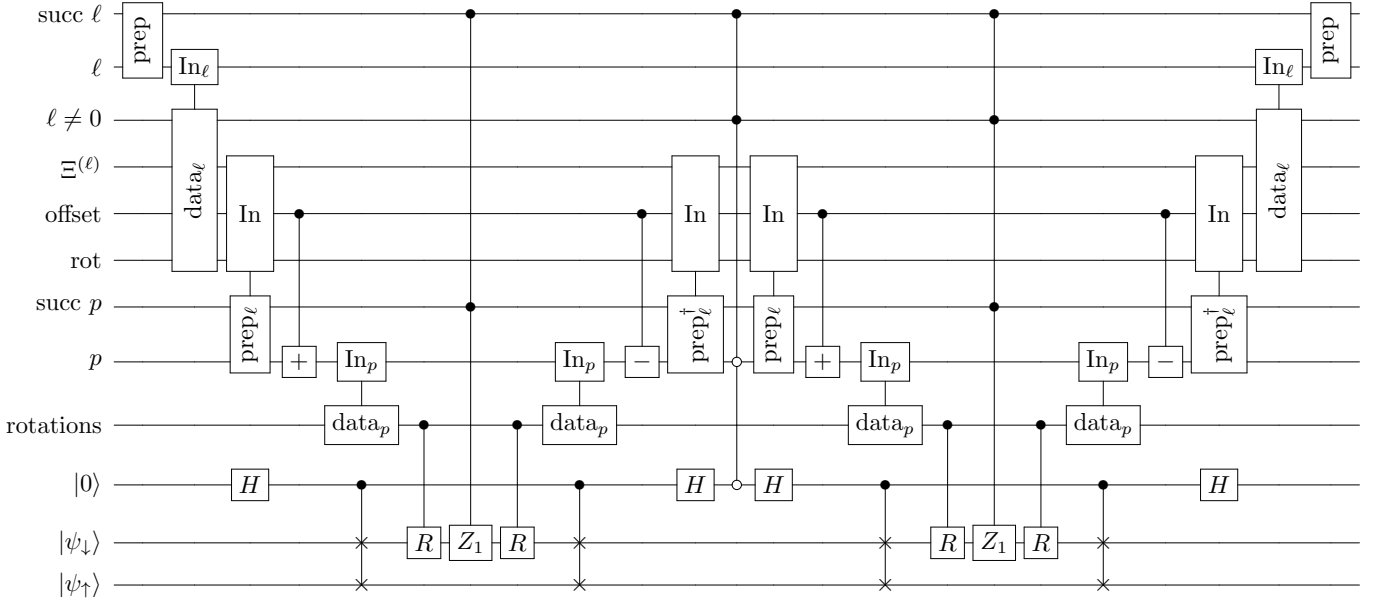 succ ℓ prep prep
ℓ In_ℓ In_ℓ
ℓ ≠ 0
Ξ^(ℓ) data_ℓ data_ℓ
offset In In In In
rot
succ p prep_ℓ prep_ℓ^† prep_ℓ prep_ℓ^†
p + In_p In_p − + In_p In_p −
rotations data_p data_p data_p data_p
|0⟩ H H H H
|ψ↓⟩ R Z_1 R R Z_1 R
|ψ↑⟩